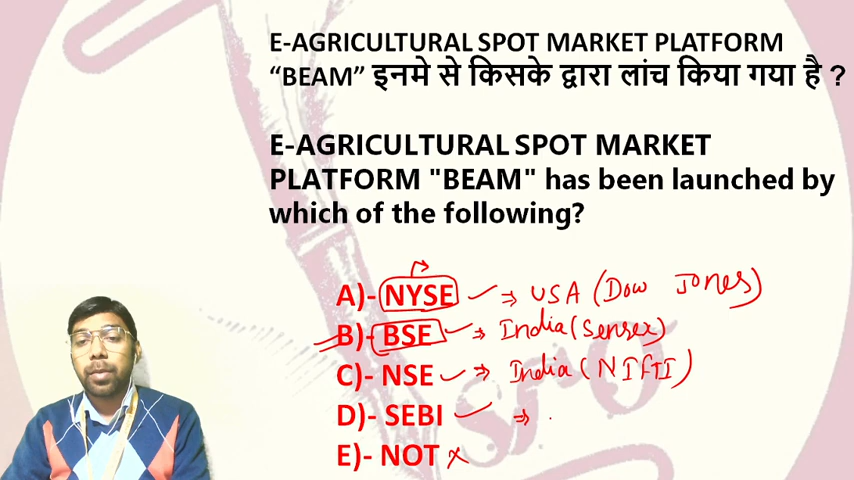 E-AGRICULTURAL SPOT MARKET PLATFORM
“BEAM” इनमे से किसके द्वारा लांच किया गया है ?
E-AGRICULTURAL SPOT MARKET
PLATFORM "BEAM" has been launched by
which of the following?
A)- NYSE ⇒ USA (Dow Jones)
B)- BSE ⇒ India (Sensex)
C)- NSE ⇒ India (NIFTI)
D)- SEBI ⇒
E)- NOT x